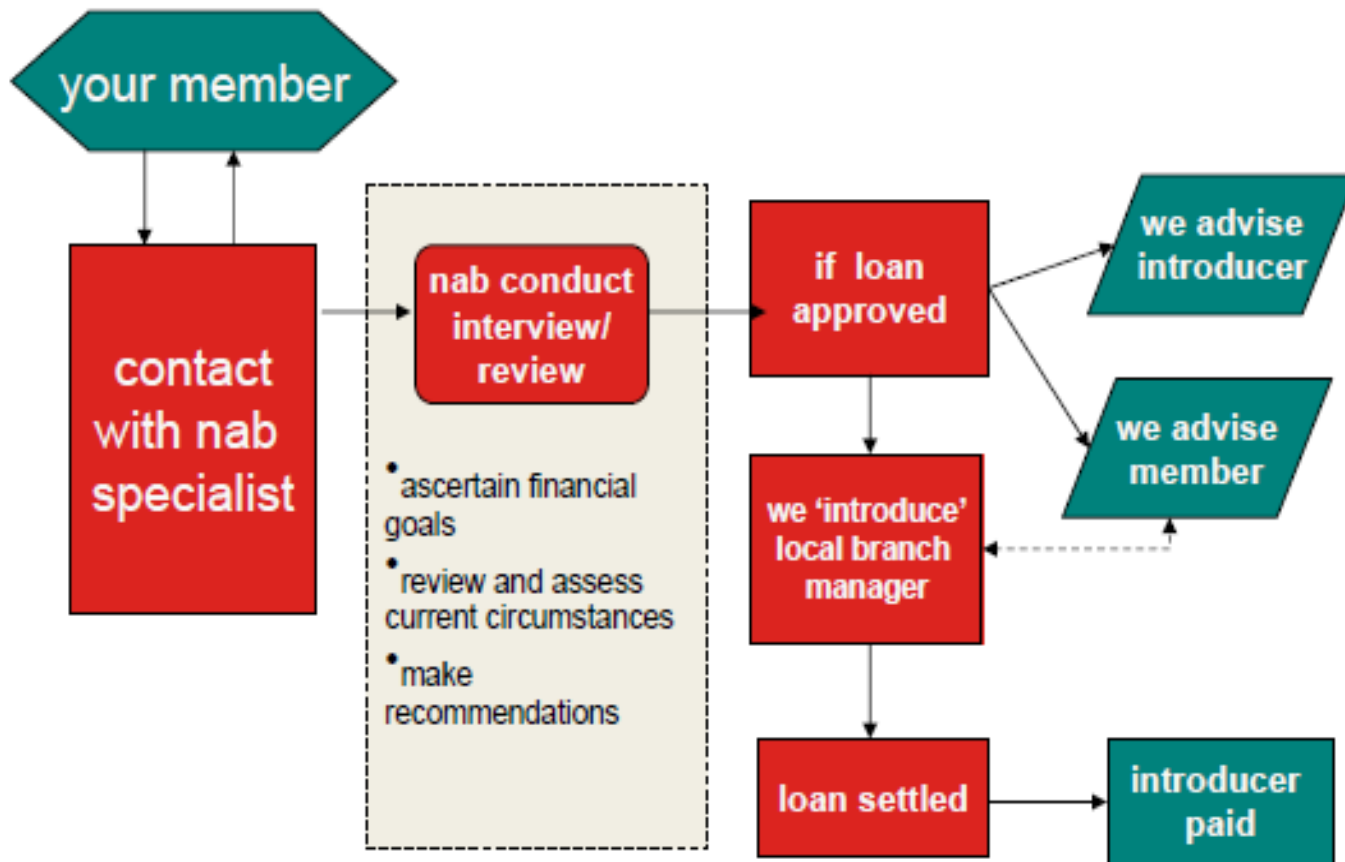 your member
contact
with nab
specialist
nab conduct
interview/
review
•ascertain financial
goals
•review and assess
current circumstances
•make
recommendations
if loan
approved
we advise
introducer
we advise
member
we ‘introduce’
local branch
manager
loan settled
introducer
paid